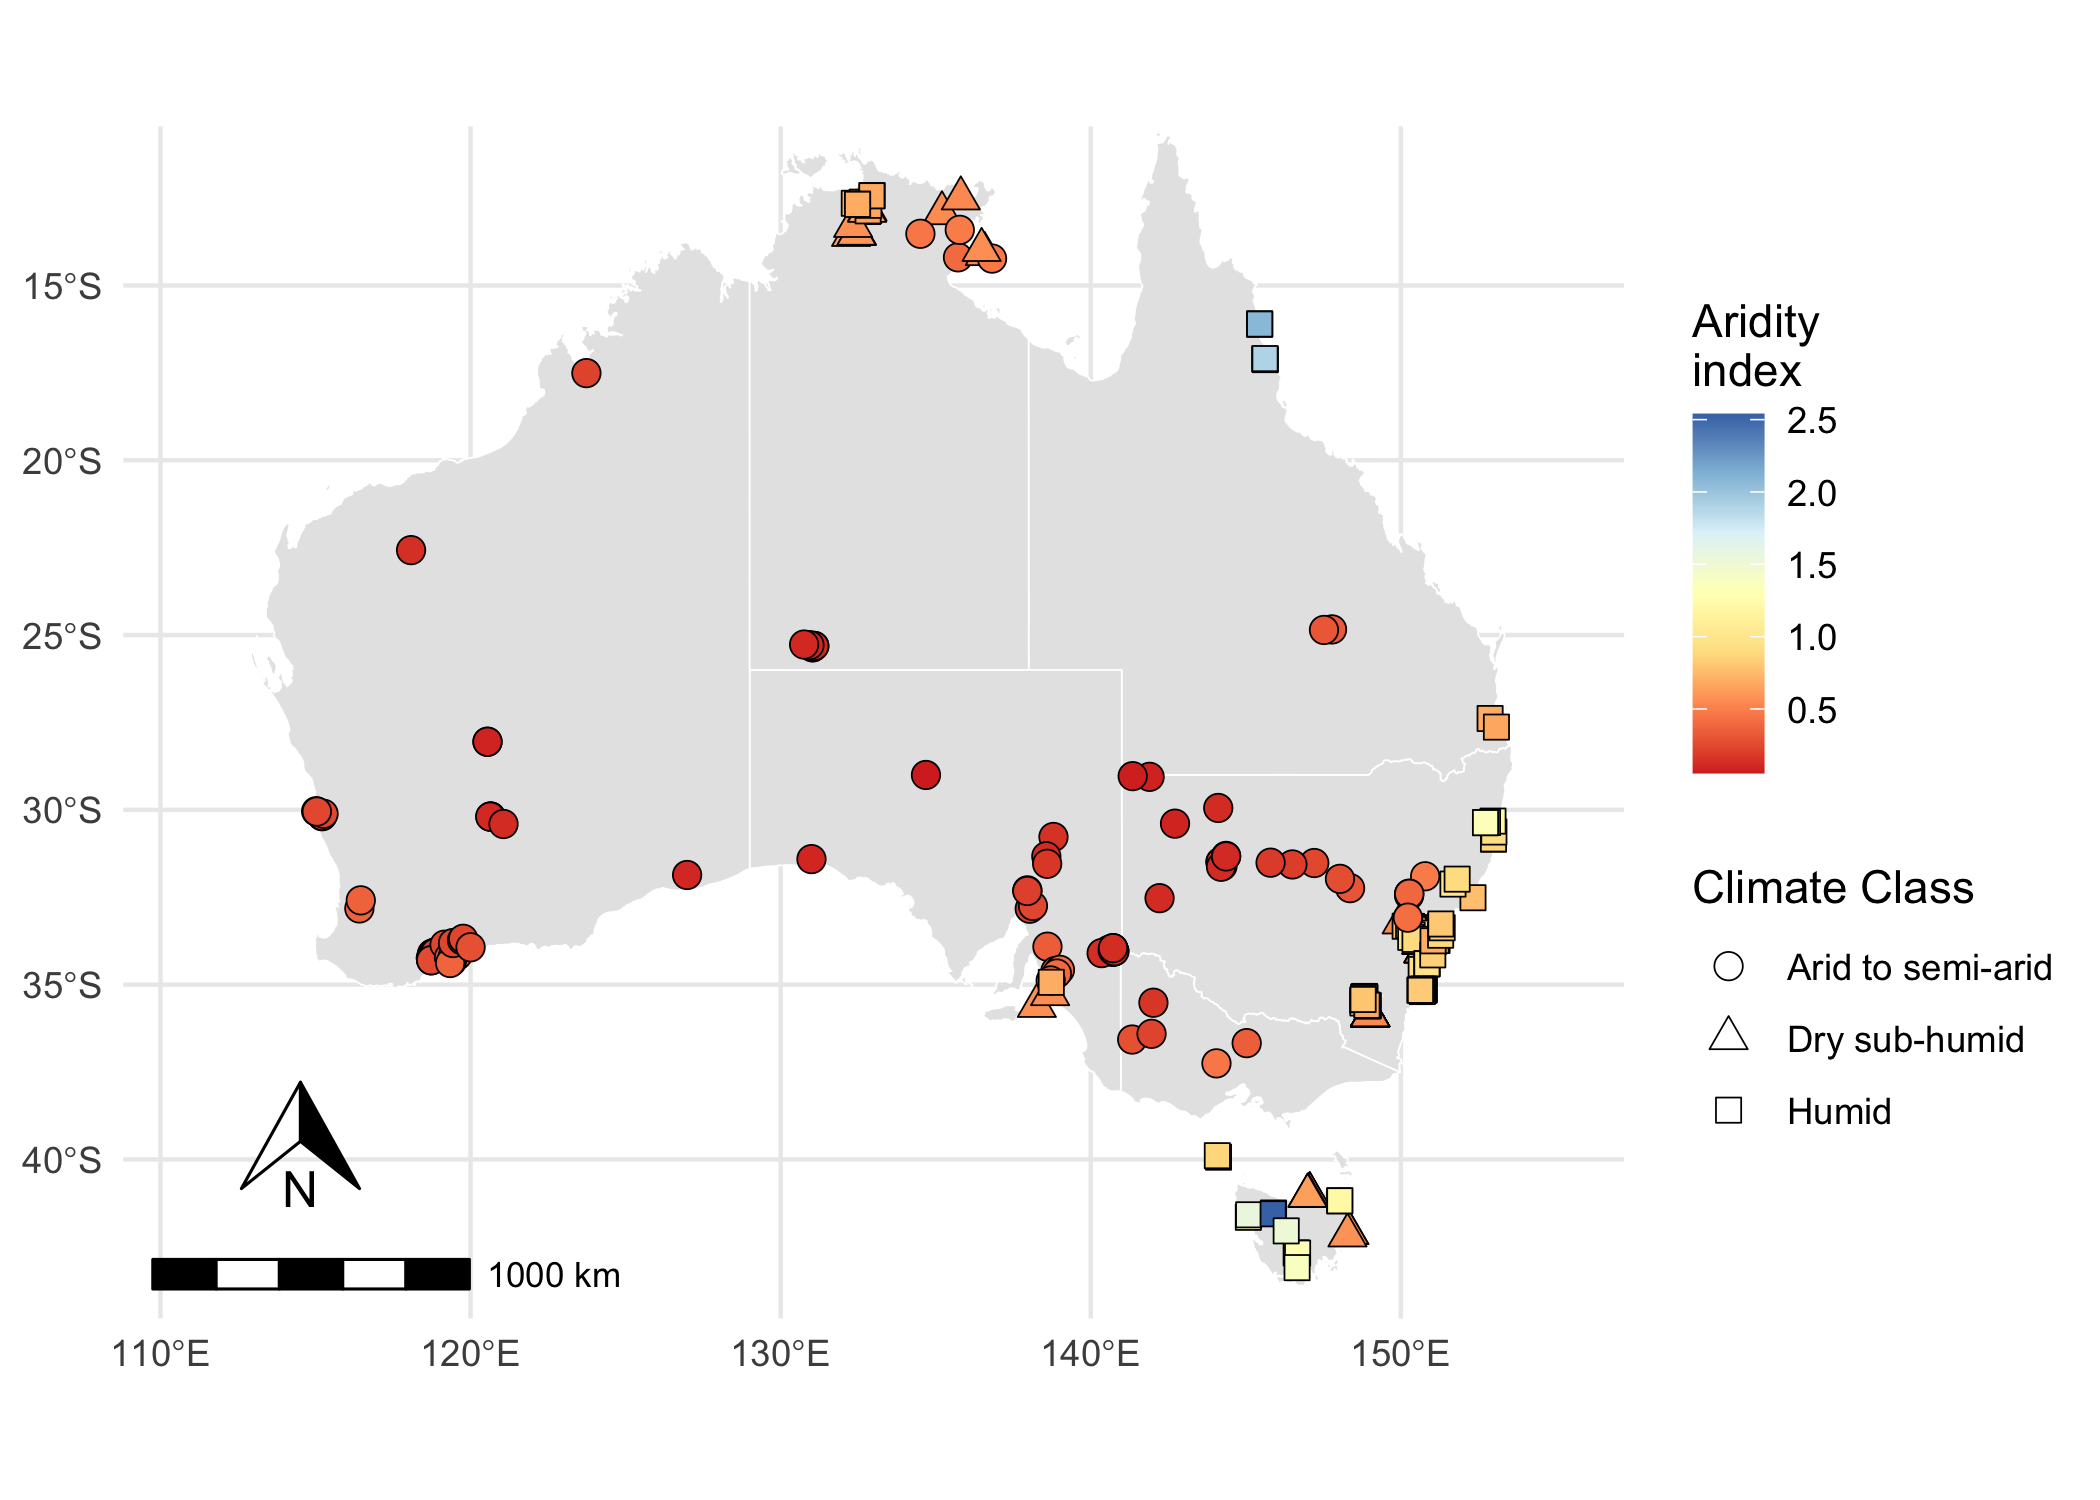 15°S
20°S
25°S
30°S
35°S
40°S
110°E
120°E
130°E
140°E
150°E
N
1000 km
Aridity
index
2.5
2.0
1.5
1.0
0.5
Climate Class
Arid to semi-arid
Dry sub-humid
Humid